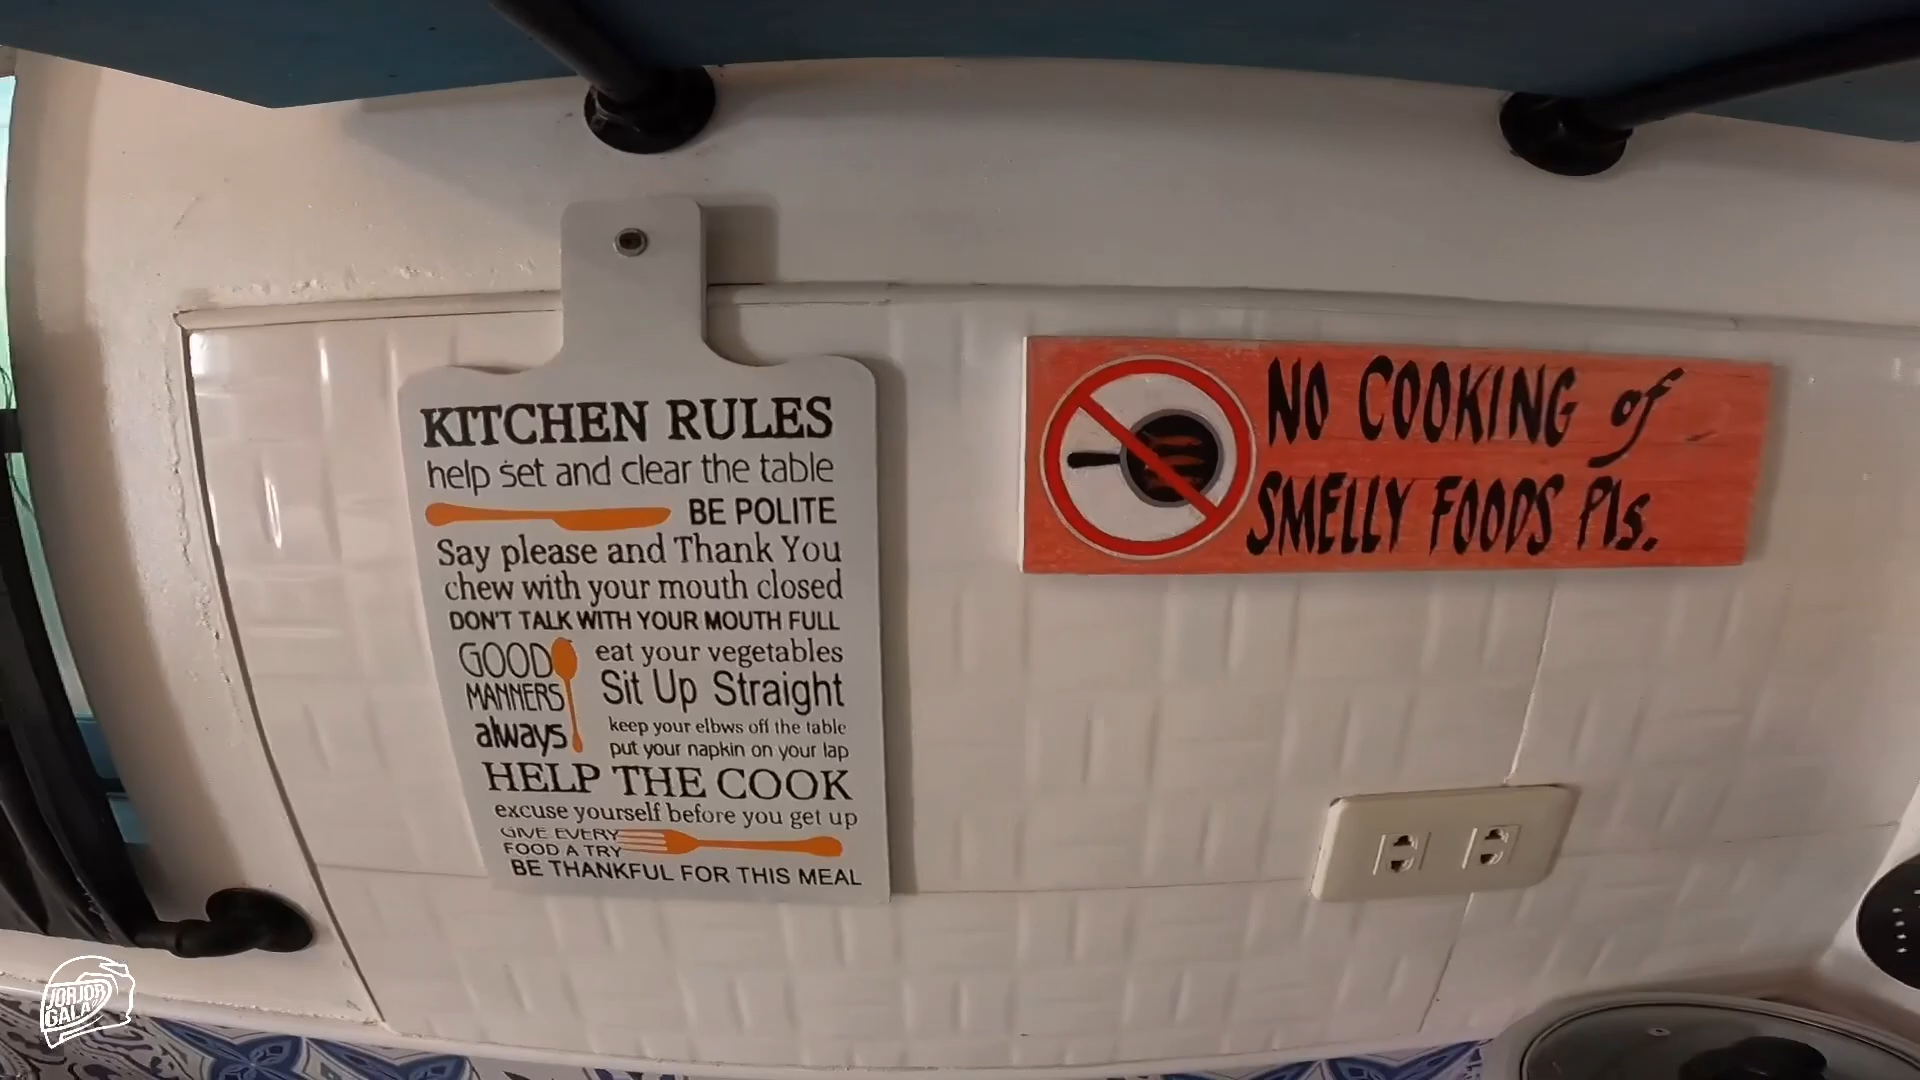 KITCHEN RULES
help set and clear the table
BE POLITE
Say please and Thank You
chew with your mouth closed
DON'T TALK WITH YOUR MOUTH FULL
GOOD
MANNERS
always
eat your vegetables
Sit Up Straight
keep your elbws off the table
put your napkin on your lap
HELP THE COOK
excuse yourself before you get up
GIVE EVERY
FOOD A TRY
BE THANKFUL FOR THIS MEAL
NO COOKING of
SMELLY FOODS Pls.
JORJOR
GALA